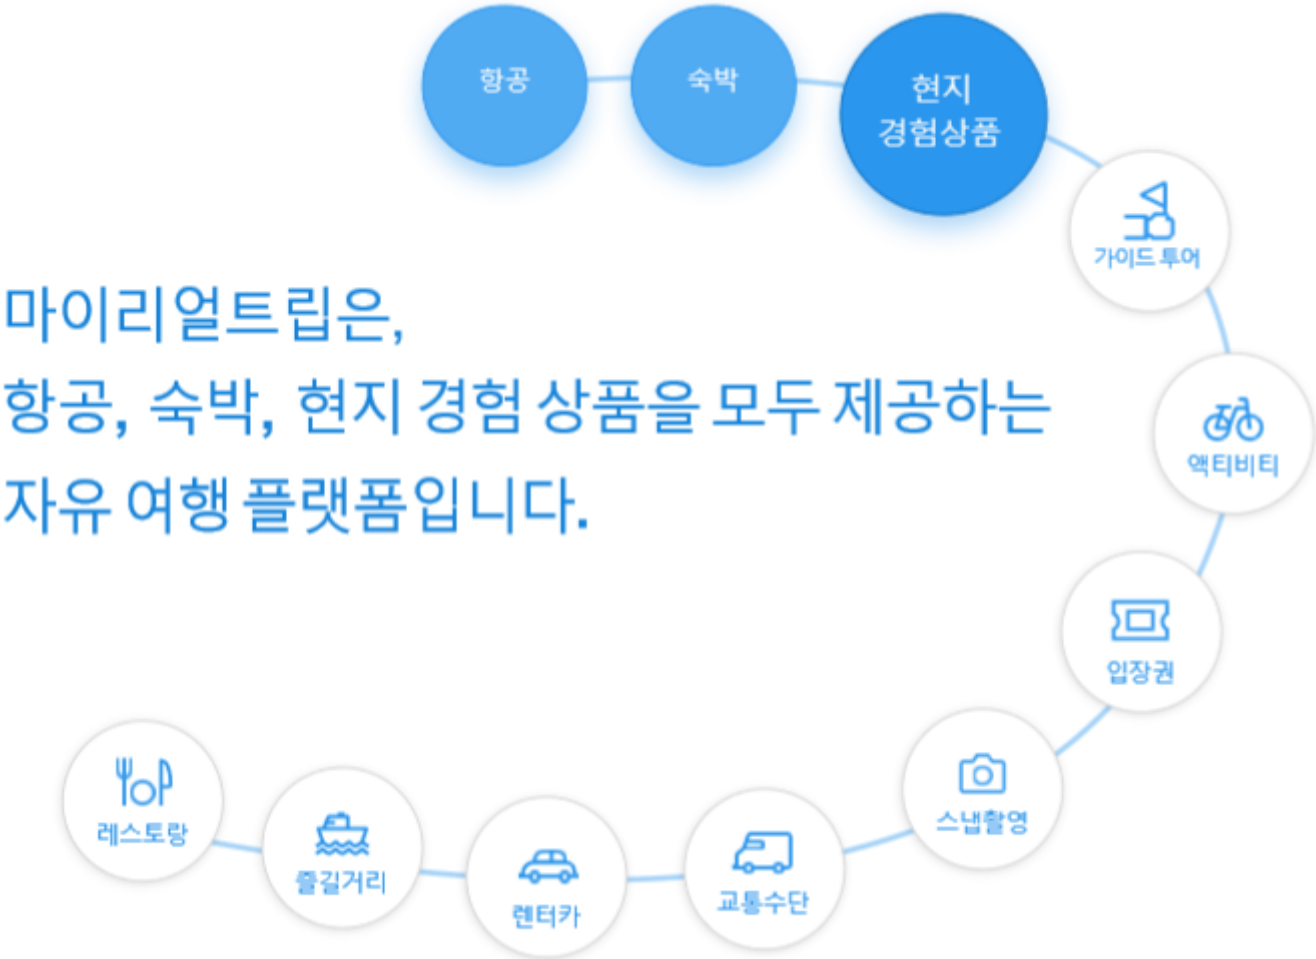 항공
숙박
현지
경험상품
가이드 투어
마이리얼트립은,
항공, 숙박, 현지 경험 상품을 모두 제공하는
자유 여행 플랫폼입니다.
액티비티
입장권
스냅촬영
교통수단
렌터카
즐길거리
레스토랑